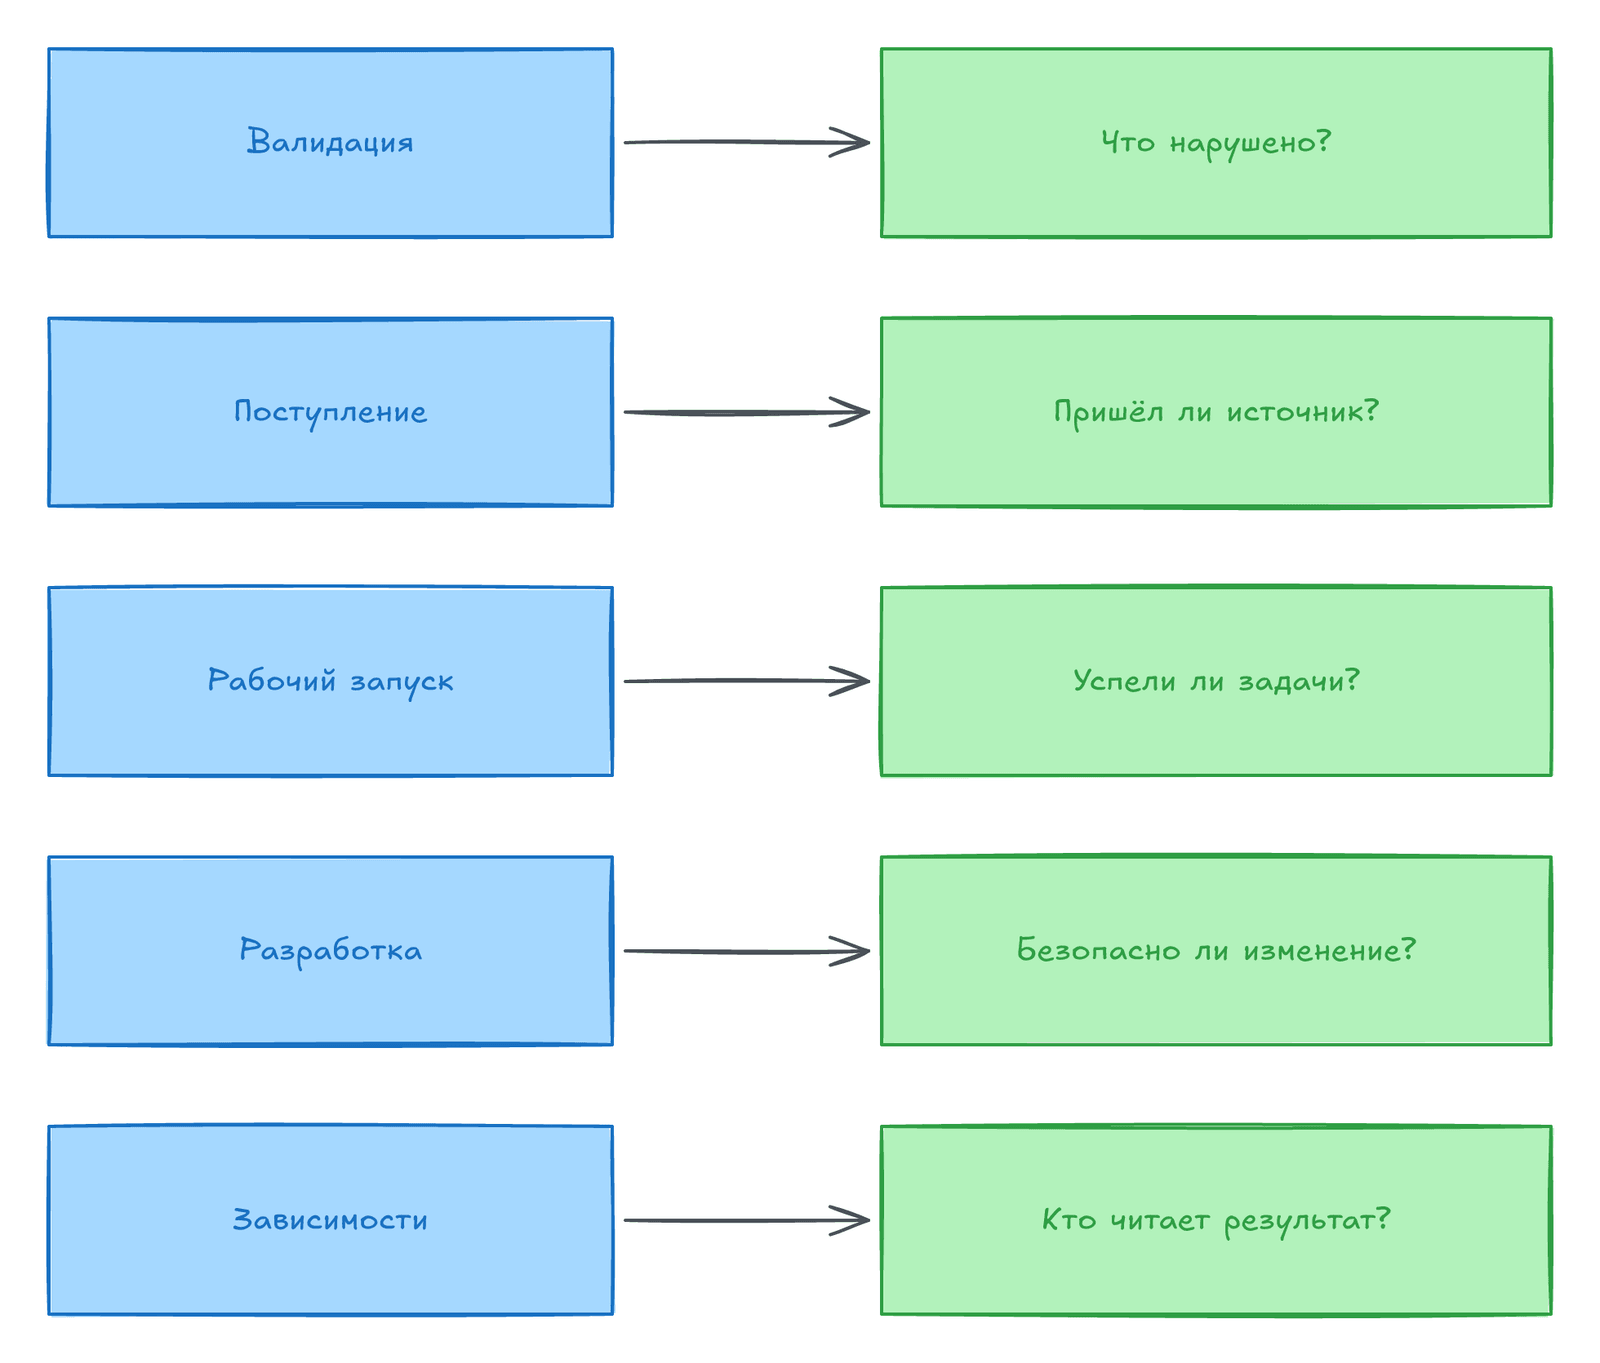 Валидация
Что нарушено?
Поступление
Пришёл ли источник?
Рабочий запуск
Успели ли задачи?
Разработка
Безопасно ли изменение?
Зависимости
Кто читает результат?